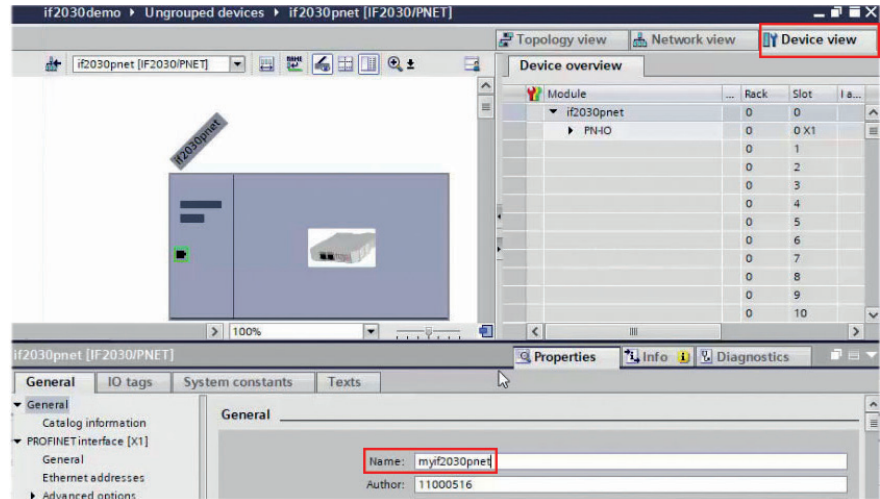 if2030demo ▸ Ungrouped devices ▸ if2030pnet [IF2030/PNET]
Topology view Network view Device view
if2030pnet [IF2030/PNET]
Device overview
Module ... Rack Slot I a...
if2030pnet 0 0
PN-IO 0 0 X1
0 1
0 2
0 3
0 4
0 5
0 6
0 7
0 8
0 9
0 10
if2030pnet
100%
if2030pnet [IF2030/PNET]
Properties Info Diagnostics
General IO tags System constants Texts
General
Catalog information
PROFINET interface [X1]
General
Ethernet addresses
Advanced options
General
Name: myif2030pnet
Author: 11000516